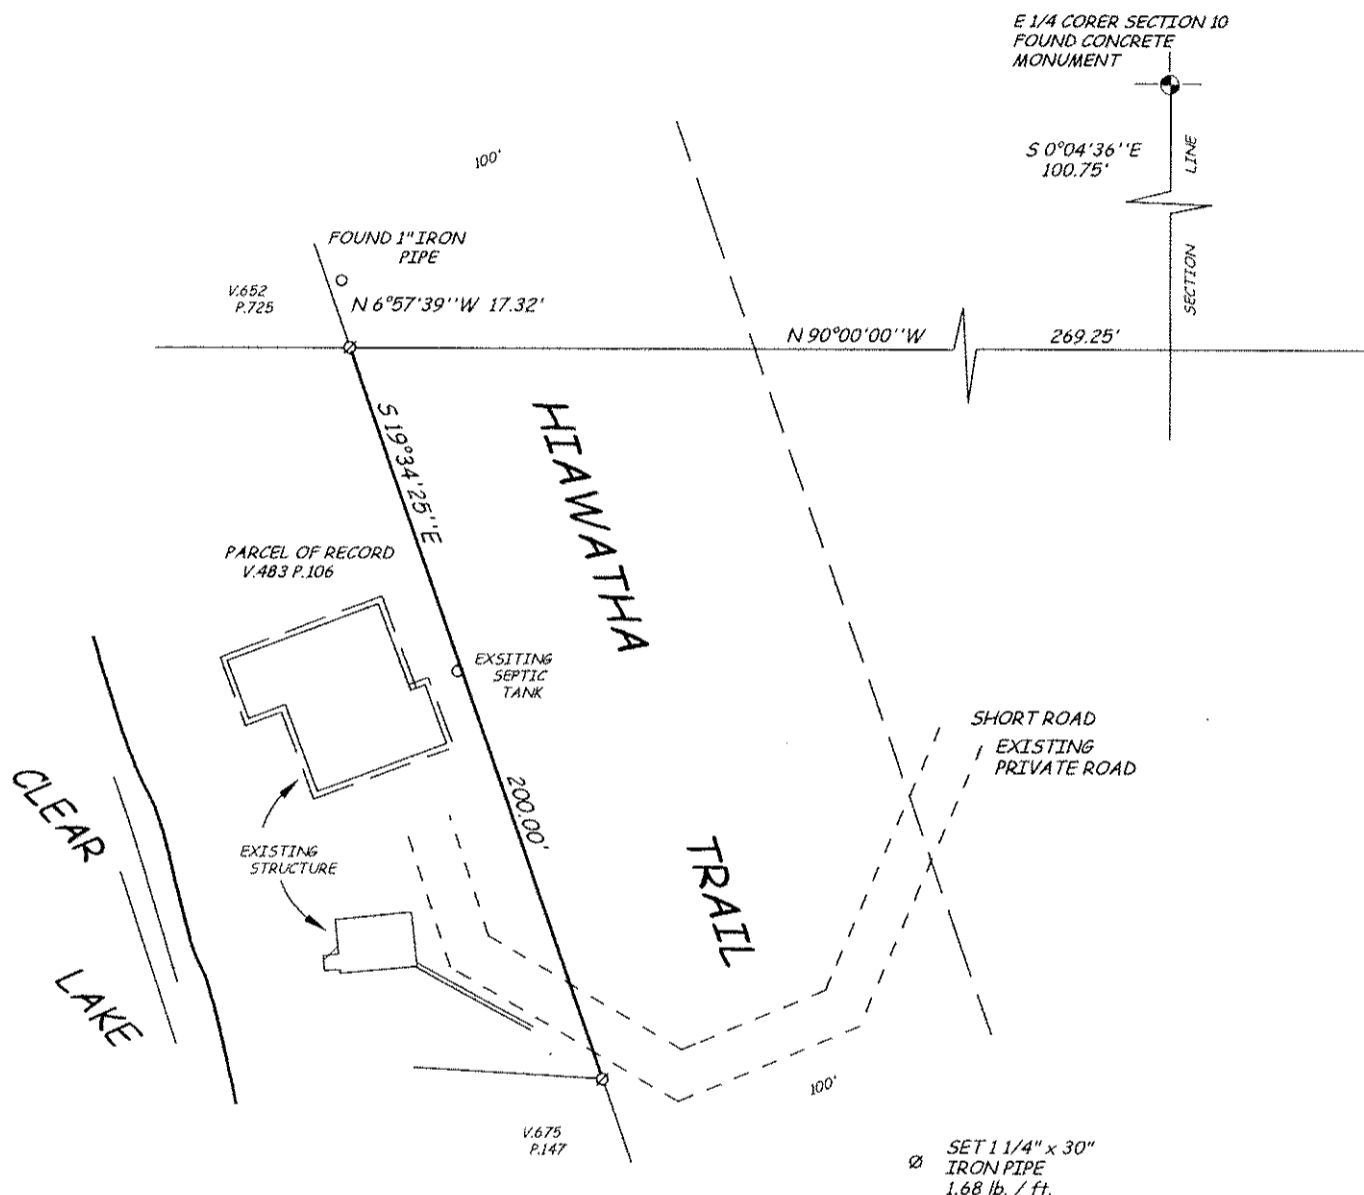 E 1/4 CORER SECTION 10
FOUND CONCRETE
MONUMENT
S 0°04'36''E
100.75'
LINE
SECTION
100'
FOUND 1" IRON
PIPE
V.652
P.725
N 6°57'39''W 17.32'
N 90°00'00''W
269.25'
S 19°34'25''E
HIAWATHA
PARCEL OF RECORD
V.483 P.106
EXSITING
SEPTIC
TANK
SHORT ROAD
EXISTING
PRIVATE ROAD
200.00'
CLEAR
LAKE
EXISTING
STRUCTURE
TRAIL
100'
V.675
P.147
SET 1 1/4" x 30"
IRON PIPE
1.68 lb. / ft.